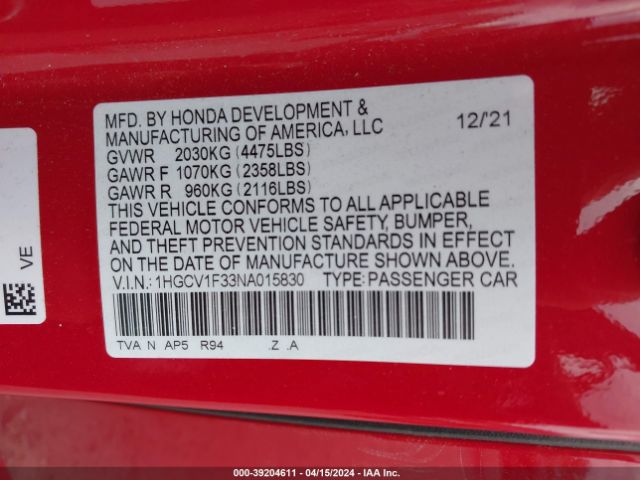 MFD. BY HONDA DEVELOPMENT &
MANUFACTURING OF AMERICA, LLC 12/'21
GVWR 2030KG (4475LBS)
GAWR F 1070KG (2358LBS)
GAWR R 960KG (2116LBS)
THIS VEHICLE CONFORMS TO ALL APPLICABLE
FEDERAL MOTOR VEHICLE SAFETY, BUMPER,
AND THEFT PREVENTION STANDARDS IN EFFECT
ON THE DATE OF MANUFACTURE SHOWN ABOVE.
V.I.N.: 1HGCV1F33NA015830 TYPE: PASSENGER CAR
TVA N AP5 R94 .Z .A
VE
000-39204611 - 04/15/2024 - IAA Inc.